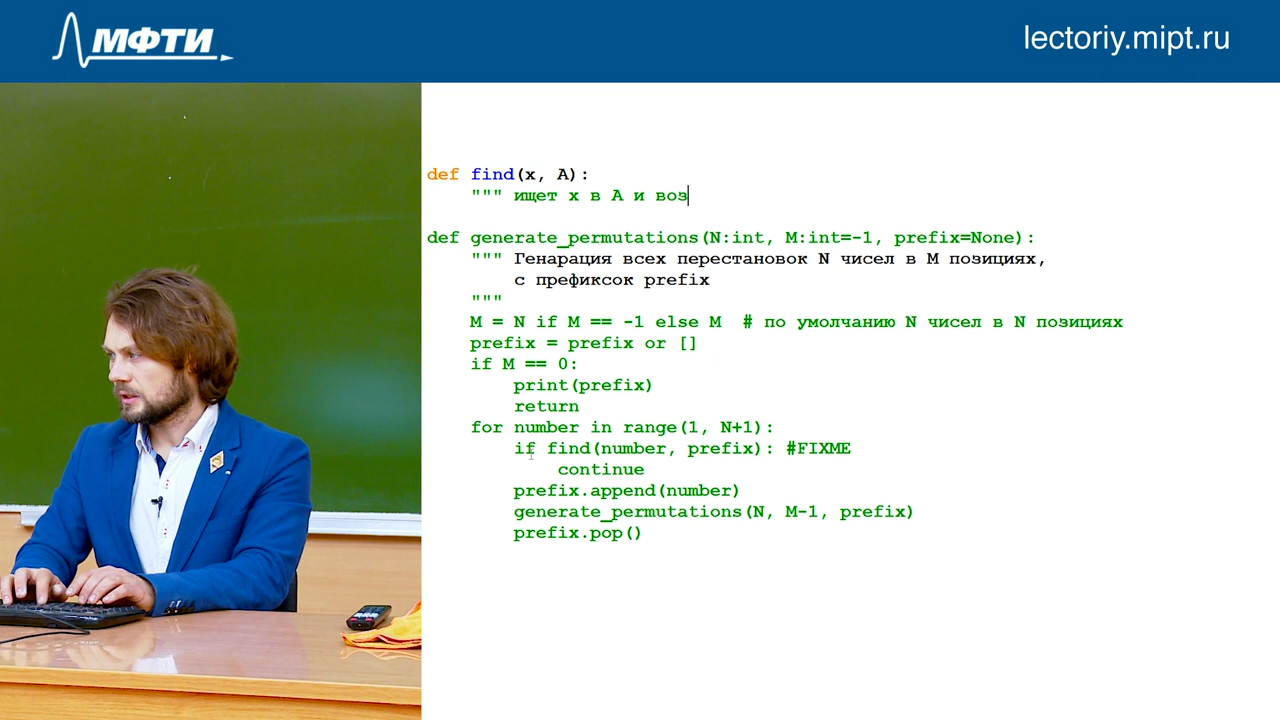 МФТИ
lectoriy.mipt.ru
def find(x, A):
    """ ищет x в A и воз
def generate_permutations(N:int, M:int=-1, prefix=None):
    """ Генарация всех перестановок N чисел в M позициях,
        с префиксок prefix
    """
    M = N if M == -1 else M  # по умолчанию N чисел в N позициях
    prefix = prefix or []
    if M == 0:
        print(prefix)
        return
    for number in range(1, N+1):
        if find(number, prefix): #FIXME
            continue
        prefix.append(number)
        generate_permutations(N, M-1, prefix)
        prefix.pop()